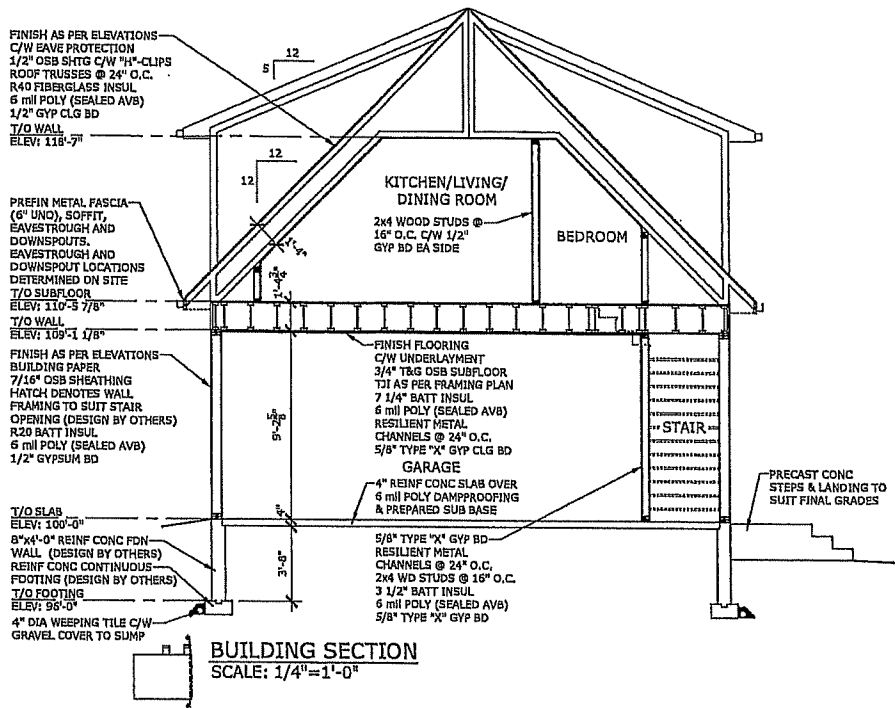 FINISH AS PER ELEVATIONS
C/W EAVE PROTECTION
1/2" OSB SHTG C/W "H"-CLIPS
ROOF TRUSSES @ 24" O.C.
R40 FIBERGLASS INSUL
6 mil POLY (SEALED AVB)
1/2" GYP CLG BD
T/O WALL
ELEV: 118'-7"
12
5
12
12
1'-4"
KITCHEN/LIVING/
DINING ROOM
2x4 WOOD STUDS @
16" O.C. C/W 1/2"
GYP BD EA SIDE
BEDROOM
PREFIN METAL FASCIA
(6" UNO), SOFFIT,
EAVESTROUGH AND
DOWNSPOUTS.
EAVESTROUGH AND
DOWNSPOUT LOCATIONS
DETERMINED ON SITE
T/O SUBFLOOR
ELEV: 110'-5 7/8"
T/O WALL
ELEV: 109'-1 1/8"
1'-4 3/4"
FINISH AS PER ELEVATIONS
BUILDING PAPER
7/16" OSB SHEATHING
HATCH DENOTES WALL
FRAMING TO SUIT STAIR
OPENING (DESIGN BY OTHERS)
R20 BATT INSUL
6 mil POLY (SEALED AVB)
1/2" GYPSUM BD
9'-2 5/8"
FINISH FLOORING
C/W UNDERLAYMENT
3/4" T&G OSB SUBFLOOR
TJI AS PER FRAMING PLAN
7 1/4" BATT INSUL
6 mil POLY (SEALED AVB)
RESILIENT METAL
CHANNELS @ 24" O.C.
5/8" TYPE "X" GYP CLG BD
STAIR
GARAGE
4" REINF CONC SLAB OVER
6 mil POLY DAMPPROOFING
& PREPARED SUB BASE
PRECAST CONC
STEPS & LANDING TO
SUIT FINAL GRADES
T/O SLAB
ELEV: 100'-0"
4"
8"x4'-0" REINF CONC FDN
WALL (DESIGN BY OTHERS)
REINF CONC CONTINUOUS
FOOTING (DESIGN BY OTHERS)
T/O FOOTING
ELEV: 96'-0"
3'-8"
4" DIA WEEPING TILE C/W
GRAVEL COVER TO SUMP
5/8" TYPE "X" GYP BD
RESILIENT METAL
CHANNELS @ 24" O.C.
2x4 WD STUDS @ 16" O.C.
3 1/2" BATT INSUL
6 mil POLY (SEALED AVB)
5/8" TYPE "X" GYP BD
BUILDING SECTION
SCALE: 1/4"=1'-0"